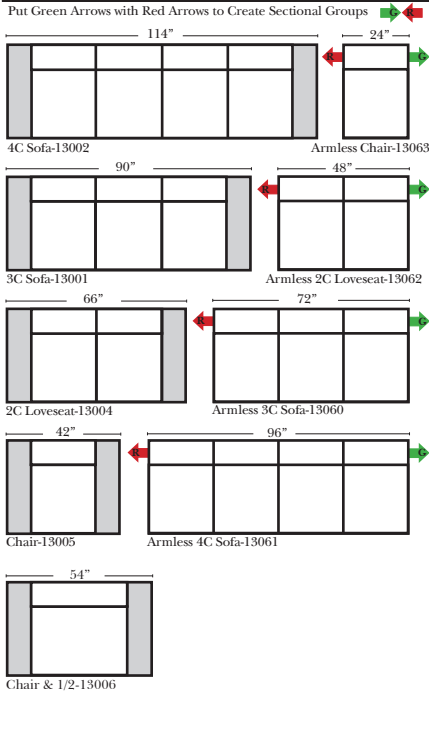 Put Green Arrows with Red Arrows to Create Sectional Groups G R
114” 24”
R G
4C Sofa-13002 Armless Chair-13063
90” 48”
R G
3C Sofa-13001 Armless 2C Loveseat-13062
66” 72”
R G
2C Loveseat-13004 Armless 3C Sofa-13060
42” 96”
R G
Chair-13005 Armless 4C Sofa-13061
54”
Chair & 1/2-13006